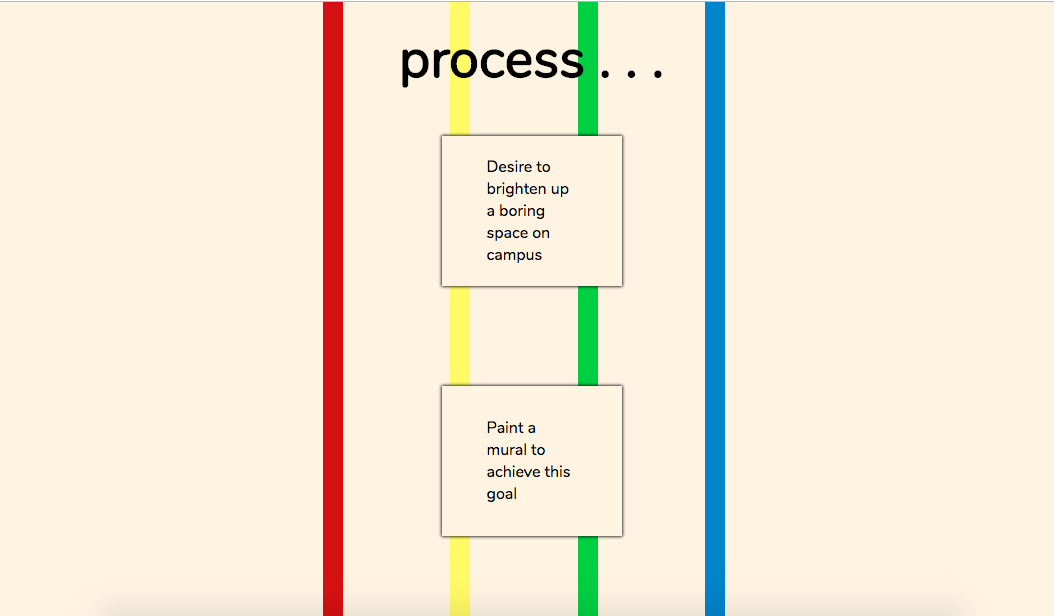 process . . .
Desire to
brighten up
a boring
space on
campus
Paint a
mural to
achieve this
goal